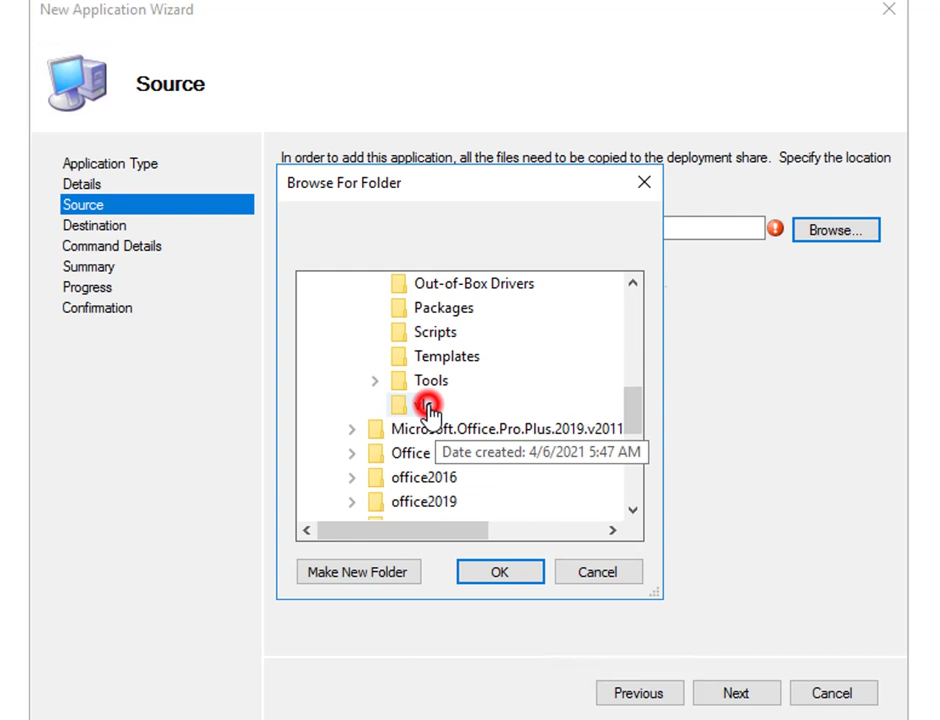 New Application Wizard
Source
Application Type
Details
Source
Destination
Command Details
Summary
Progress
Confirmation
In order to add this application, all the files need to be copied to the deployment share. Specify the location
Browse...
Browse For Folder
Out-of-Box Drivers
Packages
Scripts
Templates
Tools
Microsoft.Office.Pro.Plus.2019.v2011
Office
Date created: 4/6/2021 5:47 AM
office2016
office2019
Make New Folder
OK
Cancel
Previous
Next
Cancel